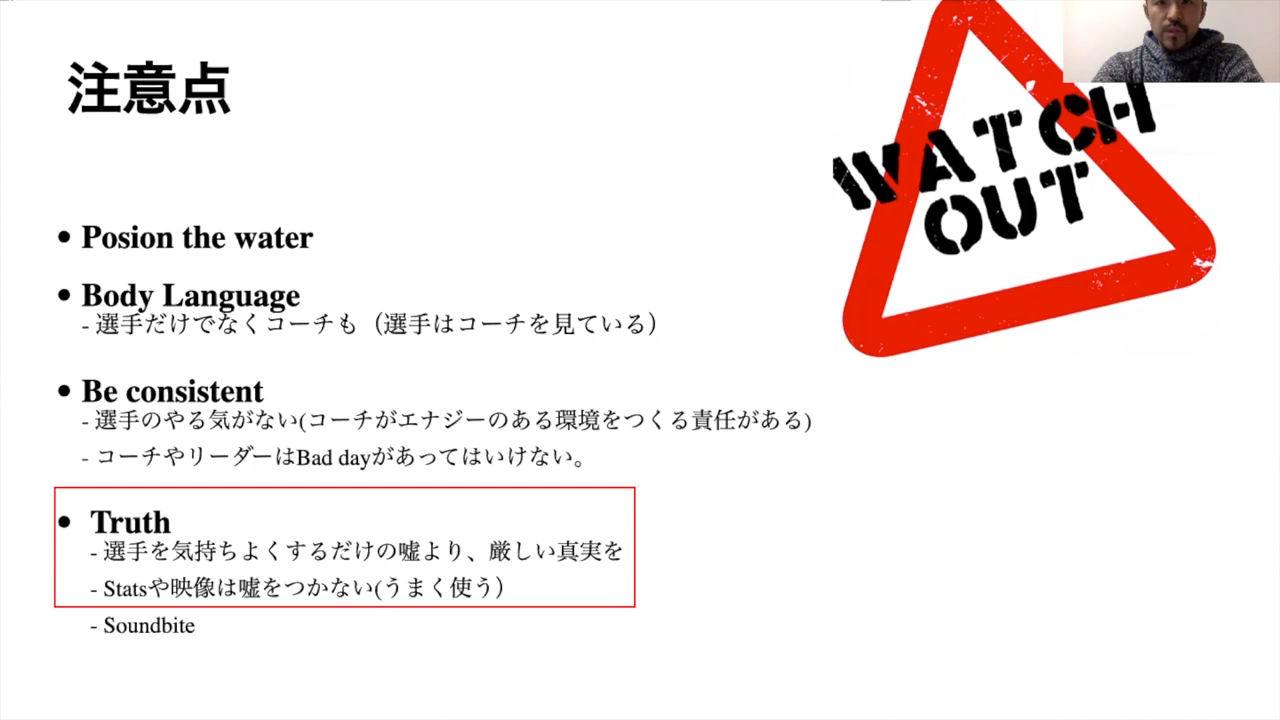 注意点
WATCH
OUT
• Posion the water
• Body Language
- 選手だけでなくコーチも（選手はコーチを見ている）
• Be consistent
- 選手のやる気がない(コーチがエナジーのある環境をつくる責任がある)
- コーチやリーダーはBad dayがあってはいけない。
• Truth
- 選手を気持ちよくするだけの嘘より、厳しい真実を
- Statsや映像は嘘をつかない(うまく使う）
- Soundbite